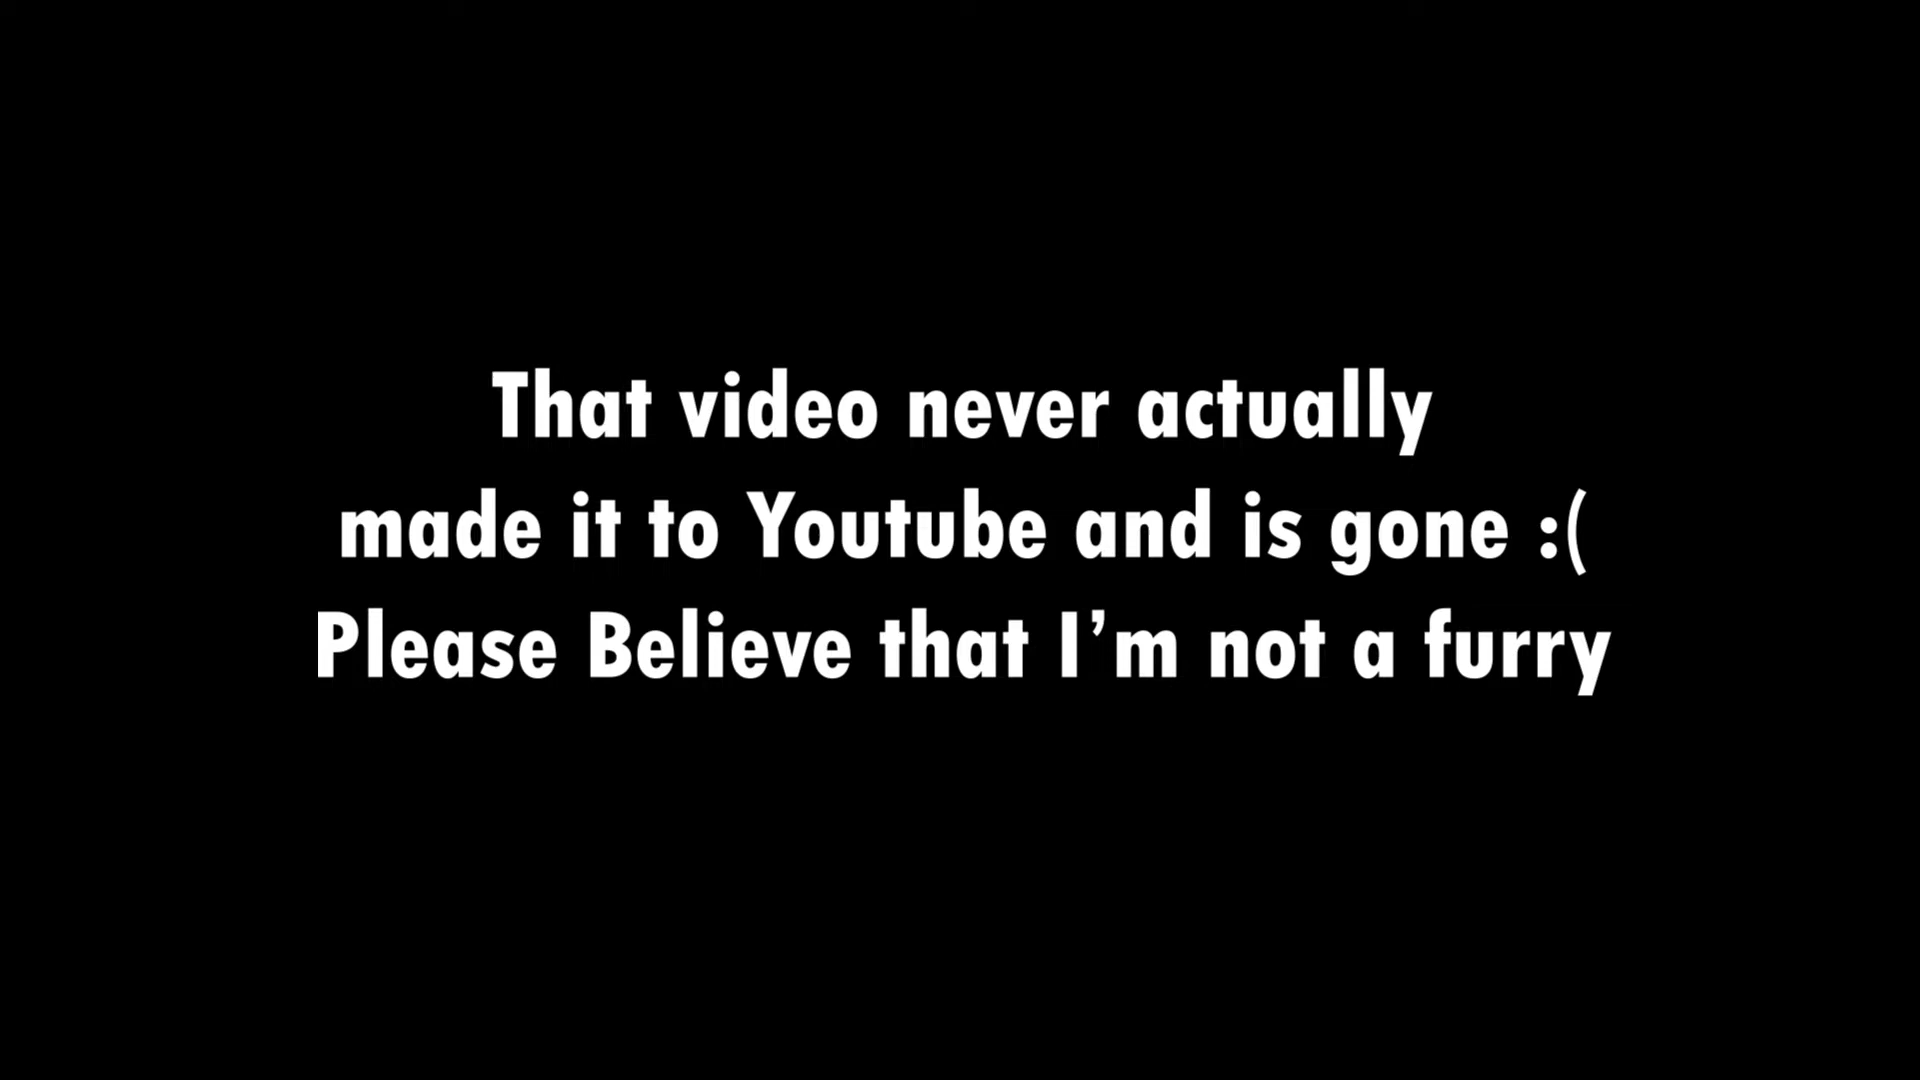 That video never actually
made it to Youtube and is gone :(
Please Believe that I’m not a furry